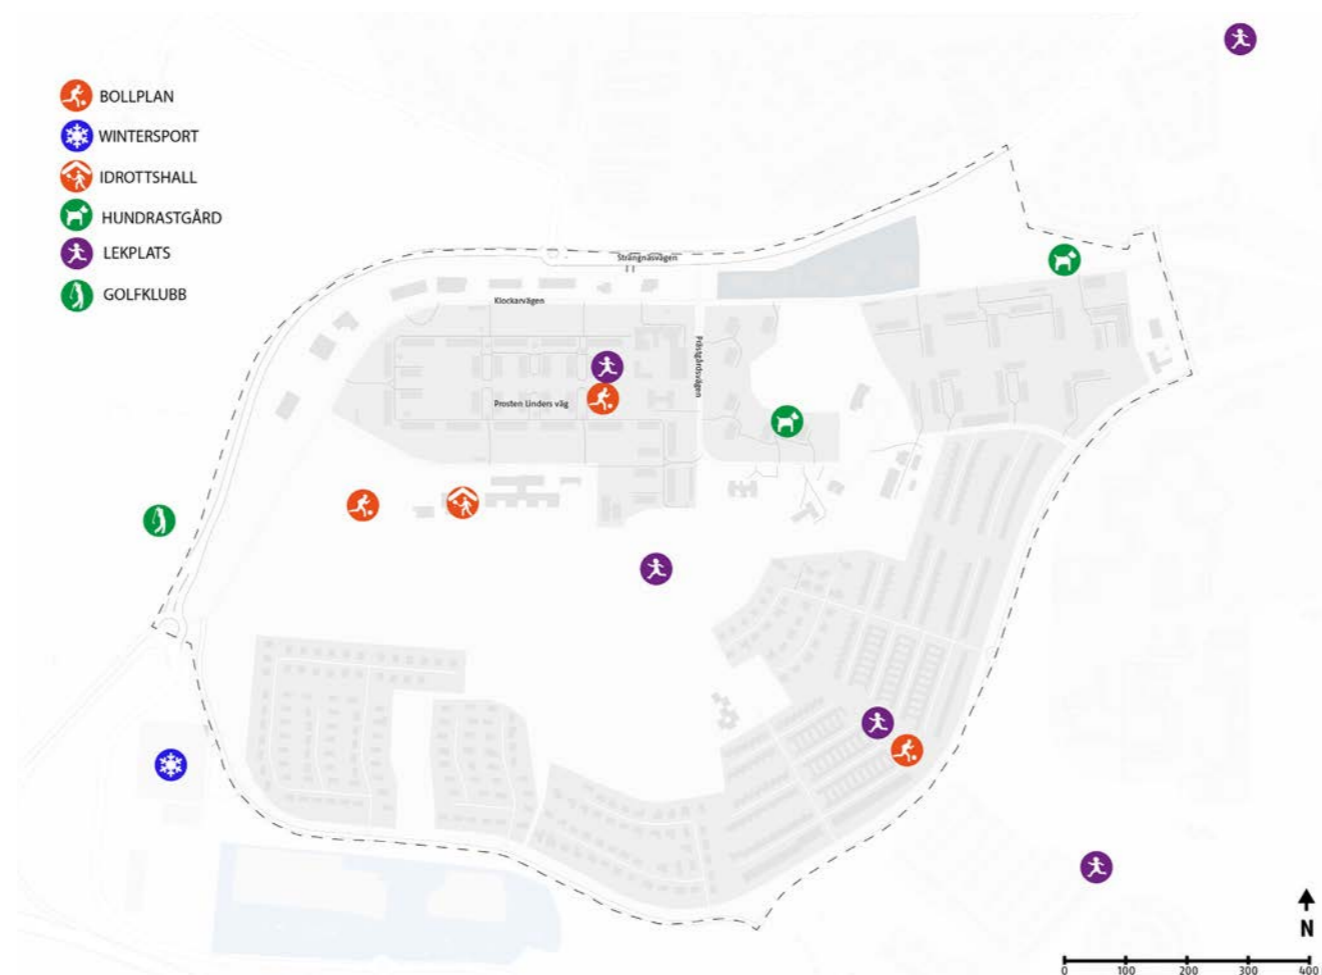 BOLLPLAN
WINTERSPORT
IDROTTSHALL
HUNDRASTGÅRD
LEKPLATS
GOLFKLUBB
Strängnäsvägen
Klockarvägen
Prästgårdsvägen
Prosten Linders väg
N
0 100 200 300 400